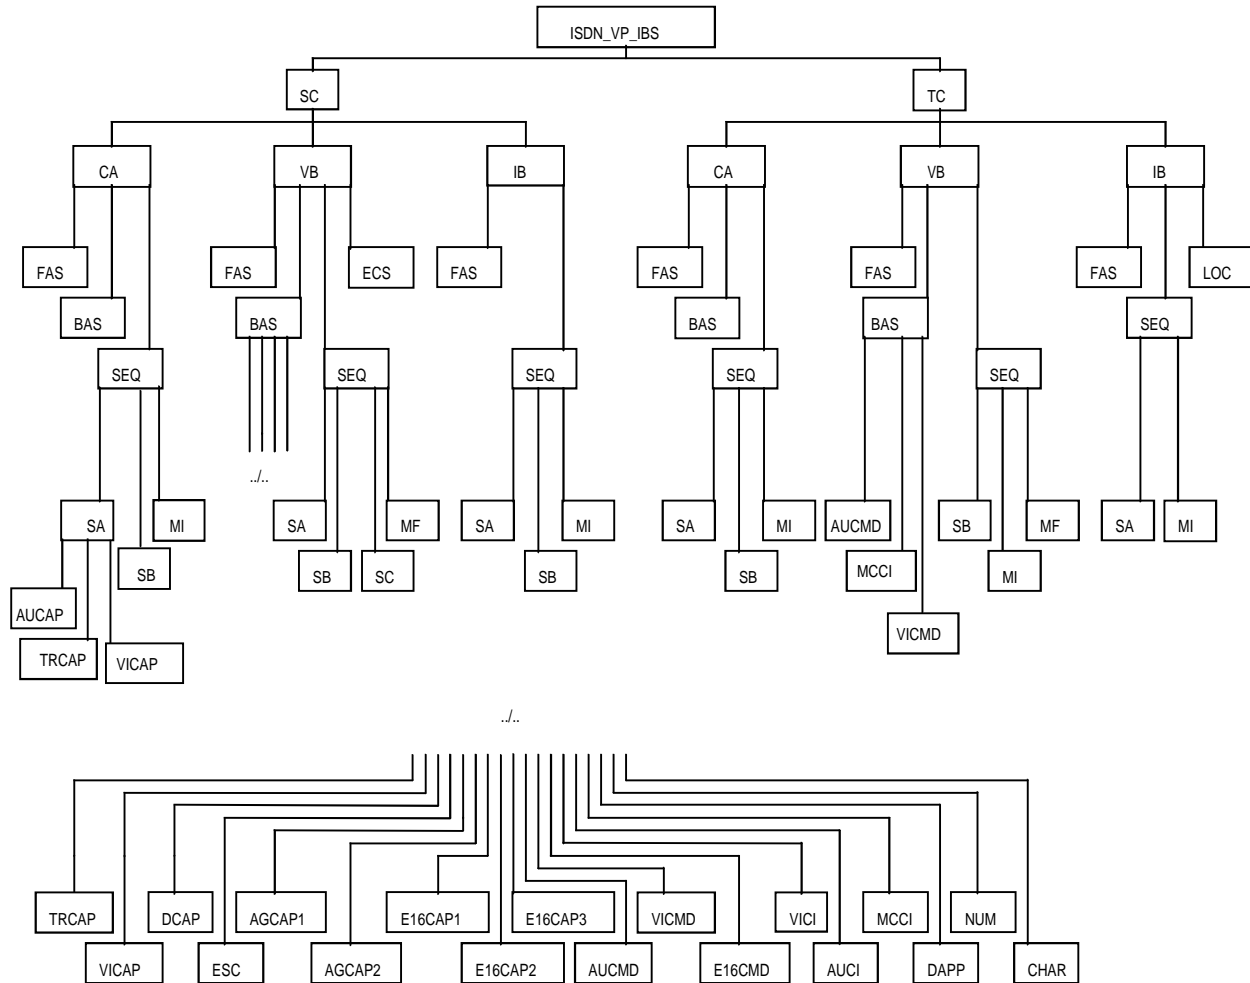 ISDN_VP_IBS
SC TC
CA VB IB CA VB IB
FAS FAS ECS FAS FAS FAS FAS LOC
BAS BAS BAS BAS SEQ
SEQ SEQ SEQ SEQ SEQ
../..
SA MI SA MF SA MI SA MI AUCMD SB MF SA MI
SB SB SC SB SB MCCI MI
AUCAP
VICMD
TRCAP VICAP
../..
TRCAP DCAP AGCAP1 E16CAP1 E16CAP3 VICMD VICI MCCI NUM
VICAP ESC AGCAP2 E16CAP2 AUCMD E16CMD AUCI DAPP CHAR